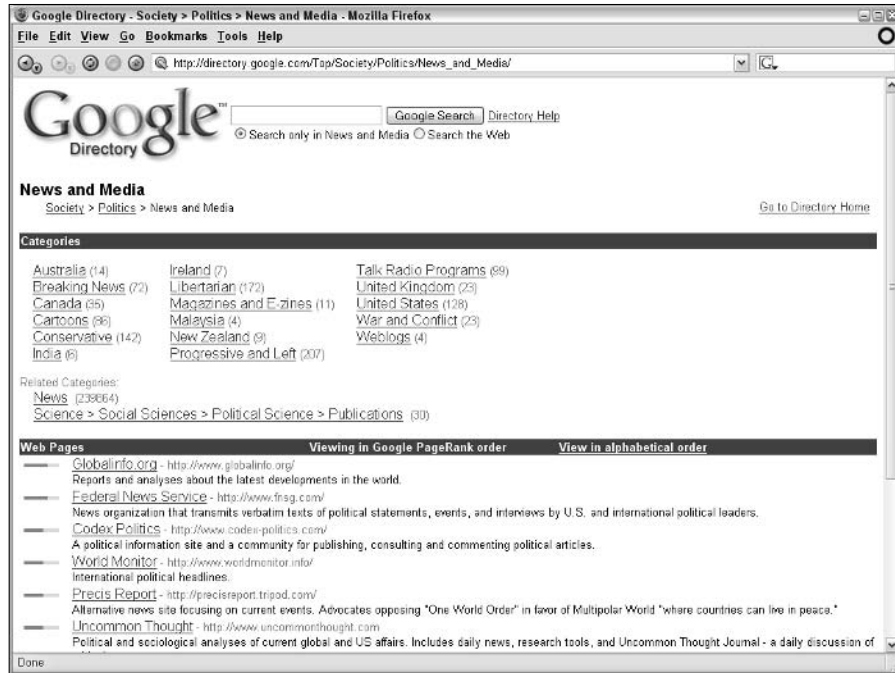 Google Directory - Society > Politics > News and Media - Mozilla Firefox
File Edit View Go Bookmarks Tools Help
http://directory.google.com/Top/Society/Politics/News_and_Media/
G
Google™
Directory
Google Search Directory Help
Search only in News and Media Search the Web
News and Media
Society > Politics > News and Media
Go to Directory Home
Categories
Australia (14) Ireland (7) Talk Radio Programs (99)
Breaking News (72) Libertarian (172) United Kingdom (23)
Canada (35) Magazines and E-zines (11) United States (128)
Cartoons (96) Malaysia (4) War and Conflict (23)
Conservative (142) New Zealand (9) Weblogs (4)
India (6) Progressive and Left (207)
Related Categories:
News (239864)
Science > Social Sciences > Political Science > Publications (30)
Web Pages Viewing in Google PageRank order View in alphabetical order
Globalinfo.org - http://www.globalinfo.org/
Reports and analyses about the latest developments in the world.
Federal News Service - http://www.fnsg.com/
News organization that transmits verbatim texts of political statements, events, and interviews by U.S. and international political leaders.
Codex Politics - http://www.codex-politics.com/
A political information site and a community for publishing, consulting and commenting political articles.
World Monitor - http://www.worldmonitor.info/
International political headlines.
Precis Report - http://precisreport.tripod.com/
Alternative news site focusing on current events. Advocates opposing "One World Order" in favor of Multipolar World "where countries can live in peace."
Uncommon Thought - http://www.uncommonthought.com
Political and sociological analyses of current global and US affairs. Includes daily news, research tools, and Uncommon Thought Journal - a daily discussion of
Done